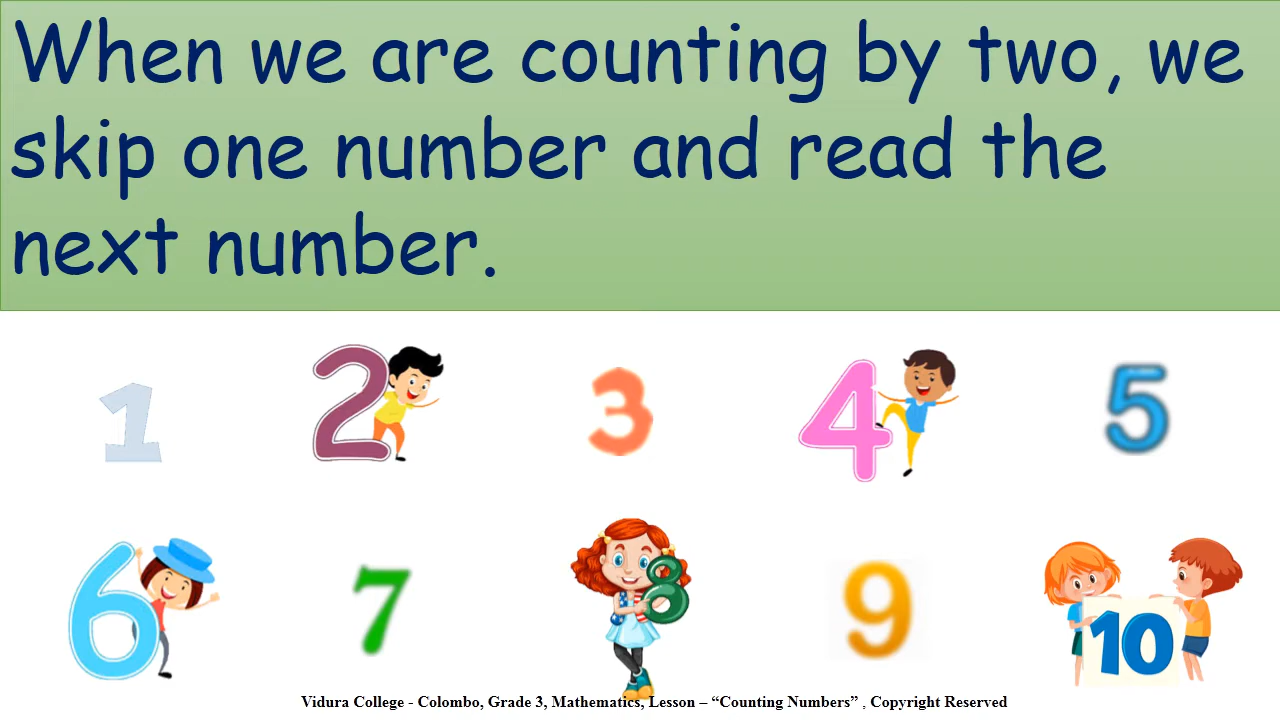 When we are counting by two, we
skip one number and read the
next number.
1 2 3 4 5
6 7 8 9 10
Vidura College - Colombo, Grade 3, Mathematics, Lesson – “Counting Numbers” , Copyright Reserved